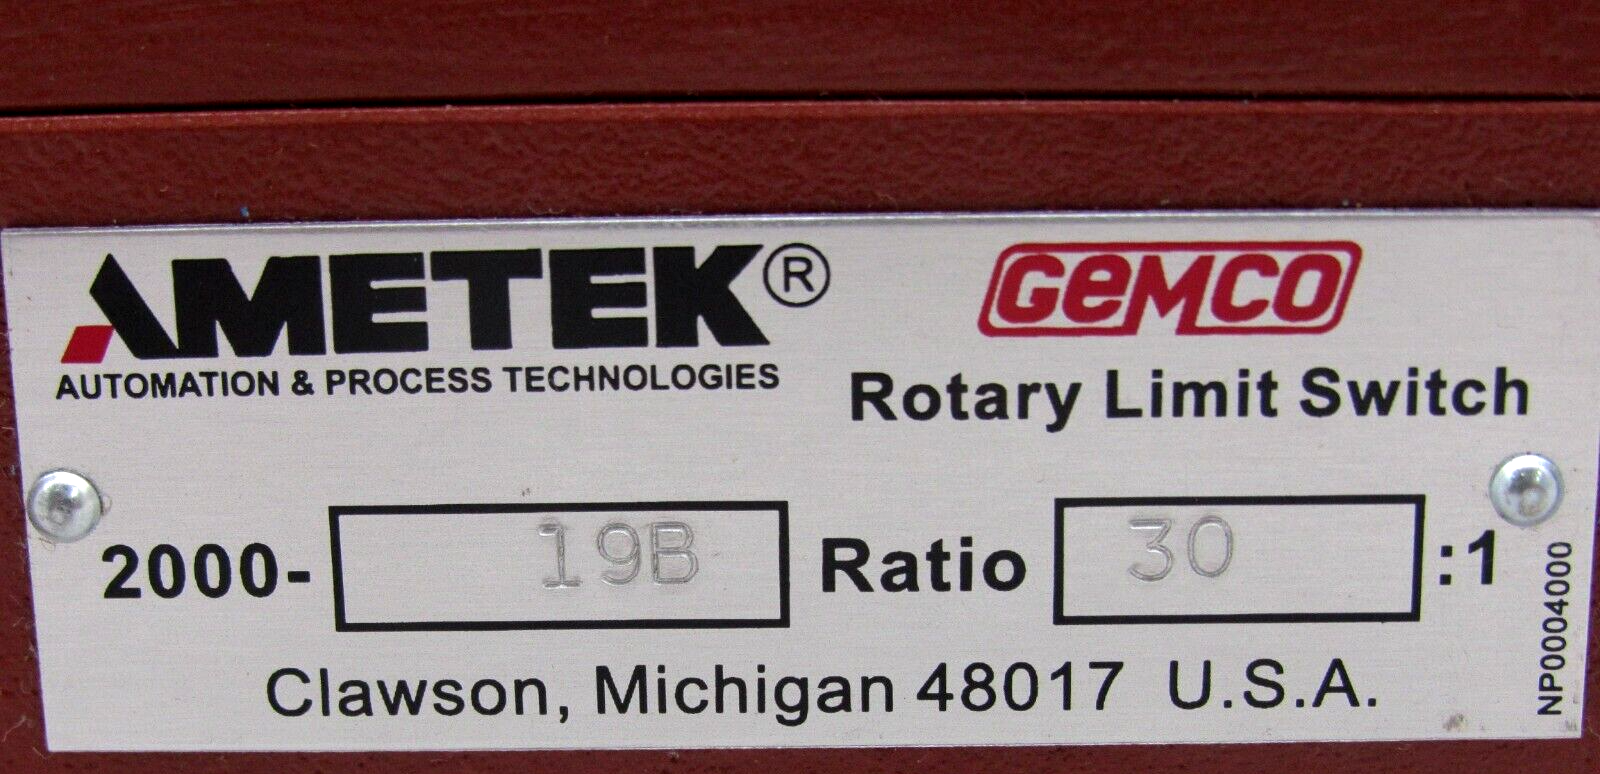 AMETEK®
AUTOMATION & PROCESS TECHNOLOGIES
GEMCO
Rotary Limit Switch
2000- 19B Ratio 30 :1
Clawson, Michigan 48017 U.S.A.
NP0004000